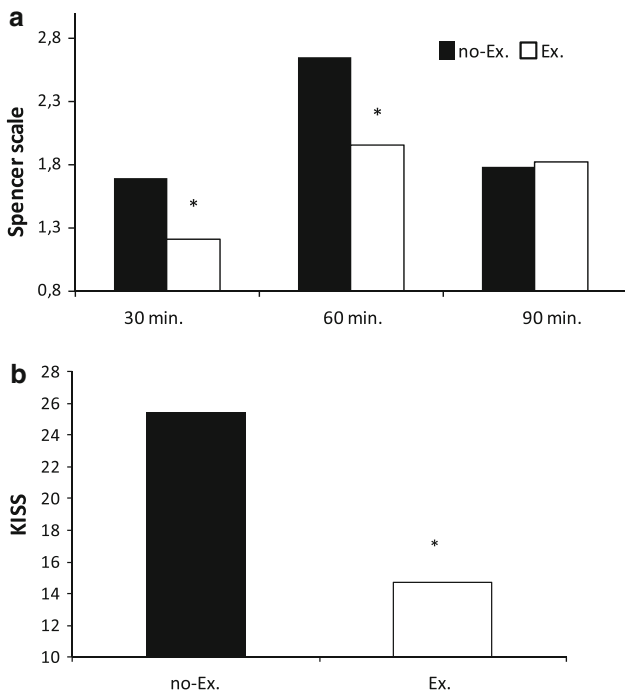 a
Spencer scale
2,8
2,3
1,8
1,3
0,8
no-Ex. Ex.
*
*
30 min. 60 min. 90 min.
b
KISS
28
26
24
22
20
18
16
14
12
10
*
no-Ex. Ex.